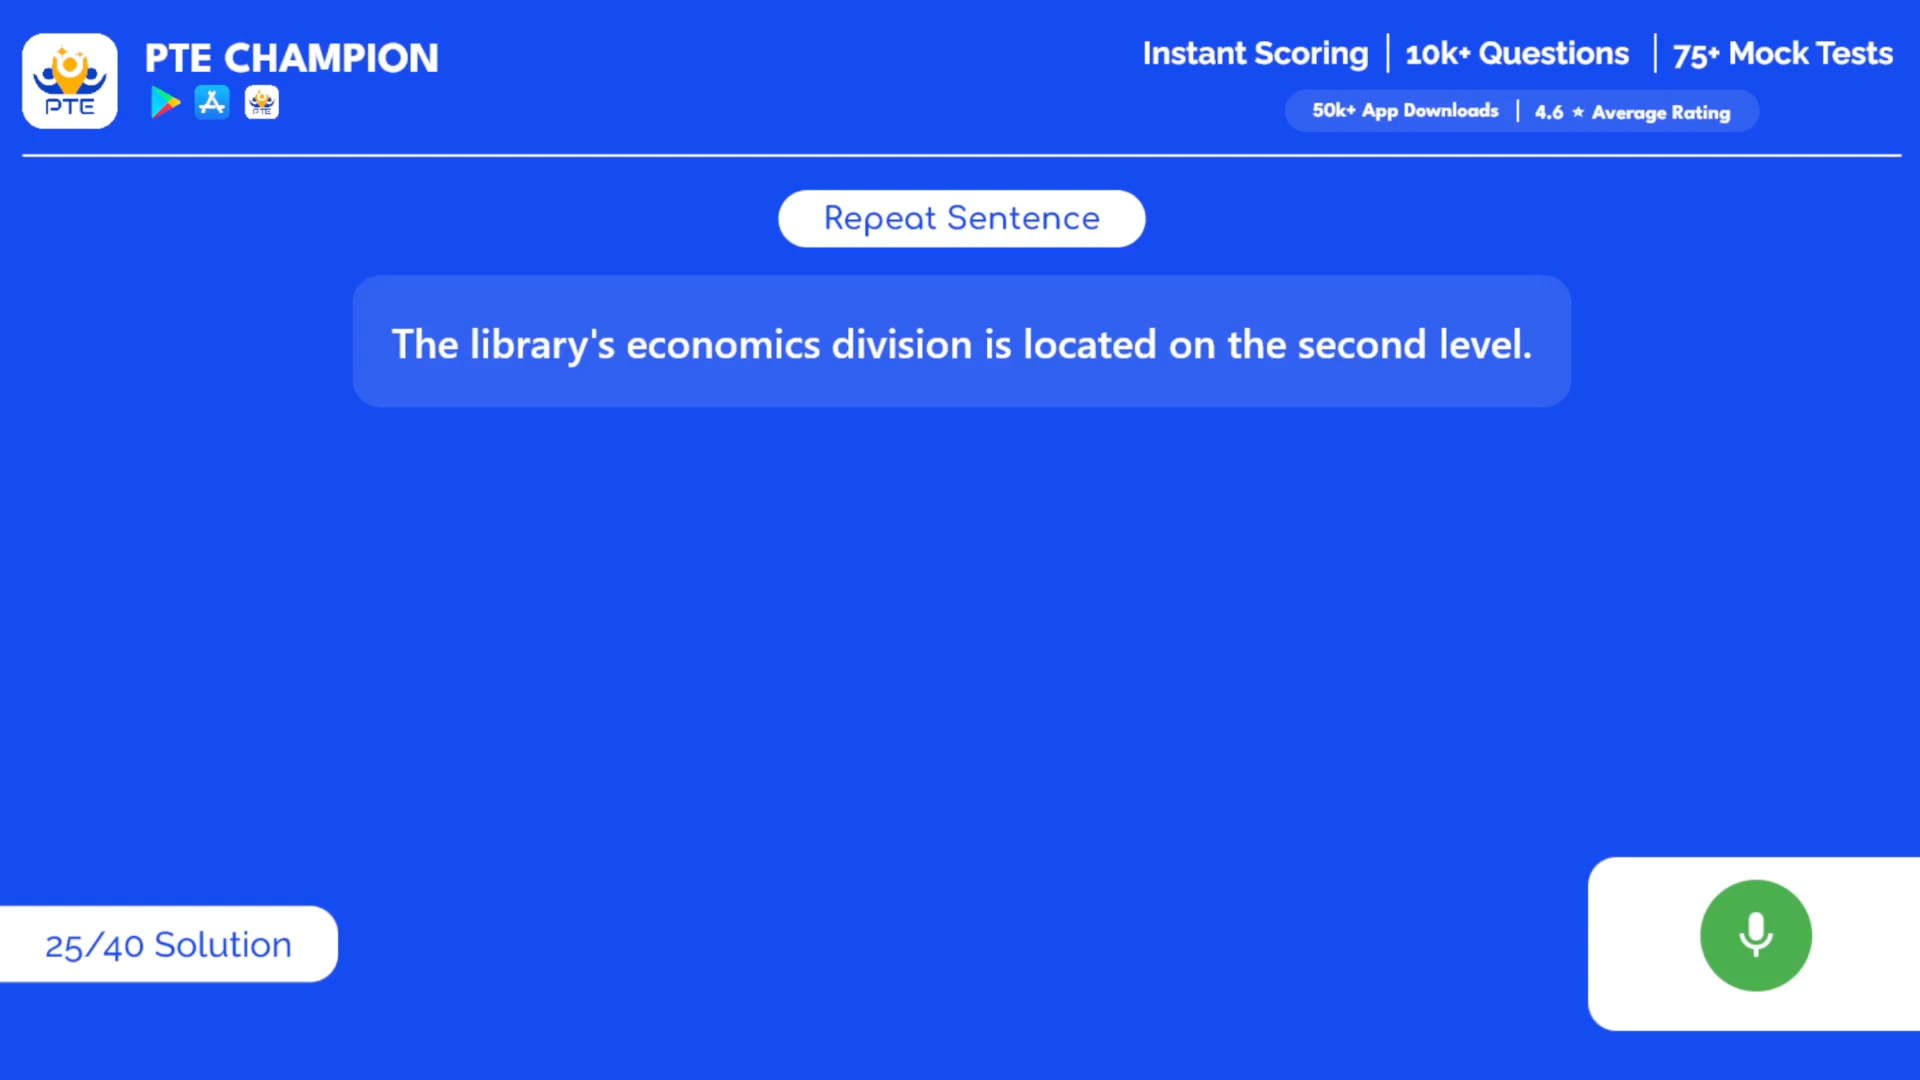 PTE CHAMPION
PTE
PTE
Instant Scoring | 10k+ Questions | 75+ Mock Tests
50k+ App Downloads | 4.6 ★ Average Rating
Repeat Sentence
The library's economics division is located on the second level.
25/40 Solution